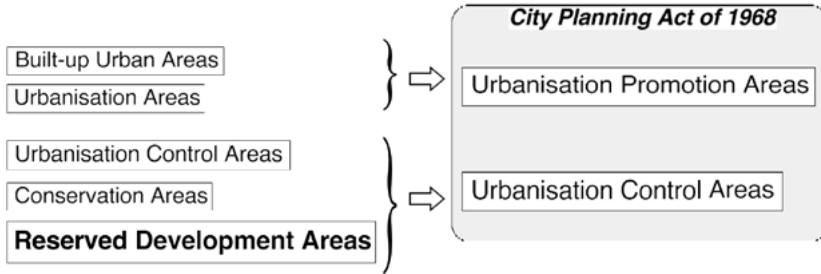 City Planning Act of 1968
Built-up Urban Areas
Urbanisation Areas
Urbanisation Promotion Areas
Urbanisation Control Areas
Conservation Areas
Reserved Development Areas
Urbanisation Control Areas